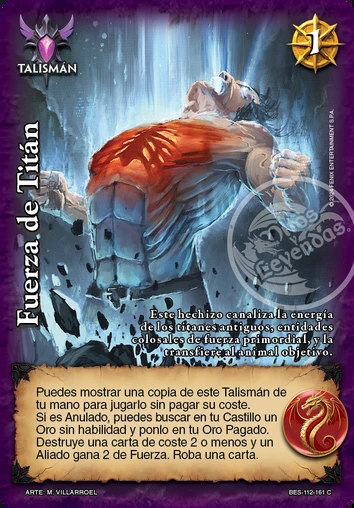 TALISMÁN
1
Fuerza de Titán
© 2023 FENIX ENTERTAINMENT S.P.A.
Mitos y
Leyendas
Este hechizo canaliza la energía
de los titanes antiguos, entidades
colosales de fuerza primordial, y la
transfiere al animal objetivo.
Puedes mostrar una copia de este Talismán de
tu mano para jugarlo sin pagar su coste.
Si es Anulado, puedes buscar en tu Castillo un
Oro sin habilidad y ponlo en tu Oro Pagado.
Destruye una carta de coste 2 o menos y un
Aliado gana 2 de Fuerza. Roba una carta.
ARTE: M. VILLARROEL
BES-112-161 C